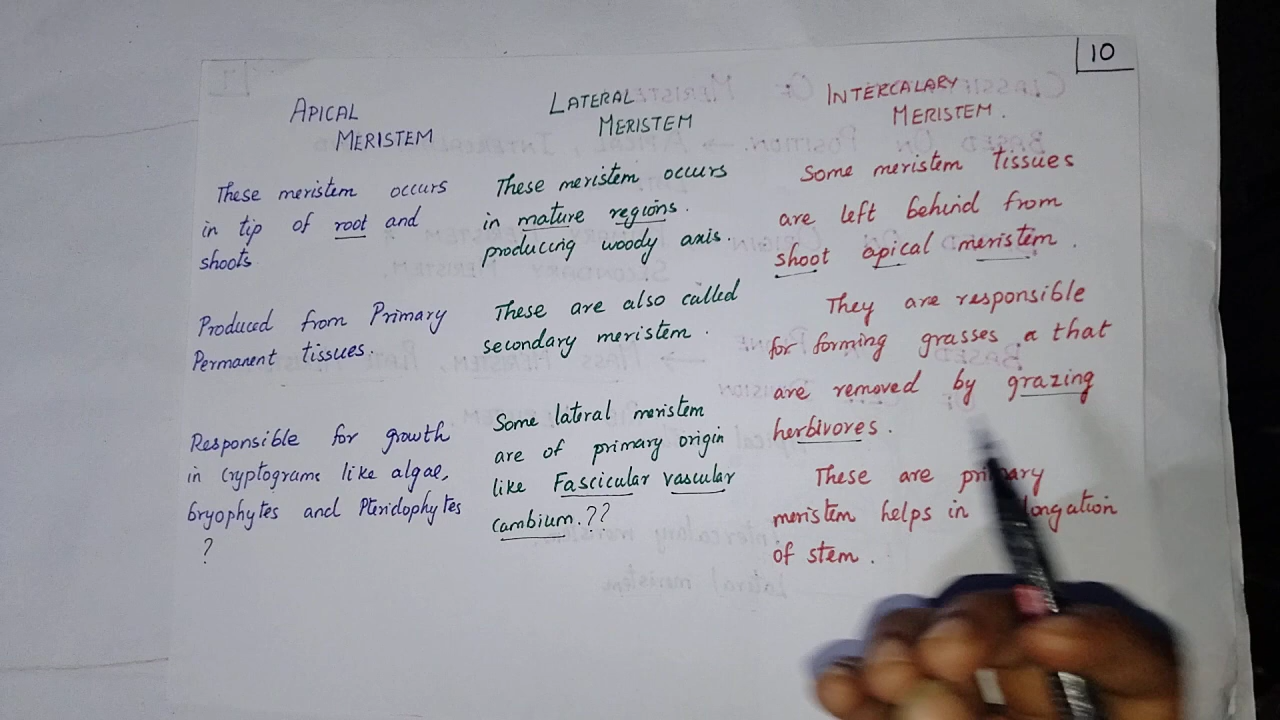 10
APICAL
MERISTEM
These meristem occurs
in tip of root and
shoots
Produced from Primary
Permanent tissues.
Responsible for growth
in cryptograms like algae,
bryophytes and Pteridophytes
?
LATERAL
MERISTEM
These meristem occurs
in mature regions.
producing woody axis.
These are also called
secondary meristem.
Some lateral meristem
are of primary origin
like Fascicular vascular
cambium.??
INTERCALARY
MERISTEM.
Some meristem tissues
are left behind from
shoot apical meristem.
They are responsible
for forming grasses a that
are removed by grazing
herbivores.
These are primary
meristem helps in
of stem.